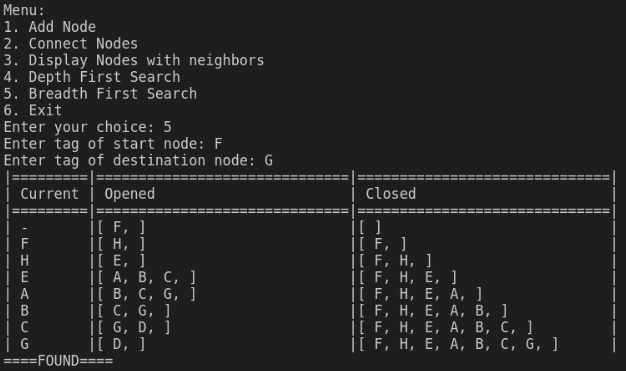 Menu:
1. Add Node
2. Connect Nodes
3. Display Nodes with neighbors
4. Depth First Search
5. Breadth First Search
6. Exit
Enter your choice: 5
Enter tag of start node: F
Enter tag of destination node: G
|=========|==============================|==============================|
| Current | Opened                       | Closed                       |
|=========|==============================|==============================|
| -       |[ F, ]                        |[ ]                           |
| F       |[ H, ]                        |[ F, ]                        |
| H       |[ E, ]                        |[ F, H, ]                     |
| E       |[ A, B, C, ]                  |[ F, H, E, ]                  |
| A       |[ B, C, G, ]                  |[ F, H, E, A, ]               |
| B       |[ C, G, ]                     |[ F, H, E, A, B, ]            |
| C       |[ G, D, ]                     |[ F, H, E, A, B, C, ]         |
| G       |[ D, ]                        |[ F, H, E, A, B, C, G, ]      |
====FOUND====